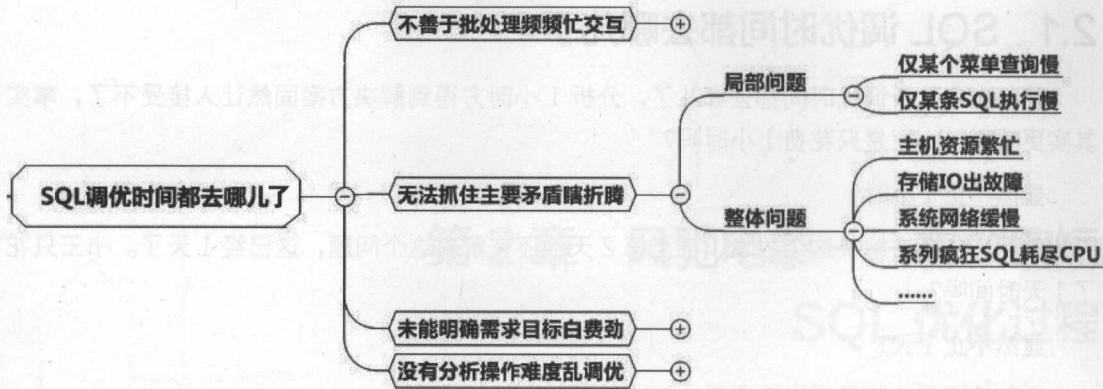 SQL调优时间都去哪儿了
不善于批处理频频忙交互
无法抓住主要矛盾瞎折腾
局部问题
仅某个菜单查询慢
仅某条SQL执行慢
整体问题
主机资源繁忙
存储IO出故障
系统网络缓慢
系列疯狂SQL耗尽CPU
······
未能明确需求目标白费劲
没有分析操作难度乱调优